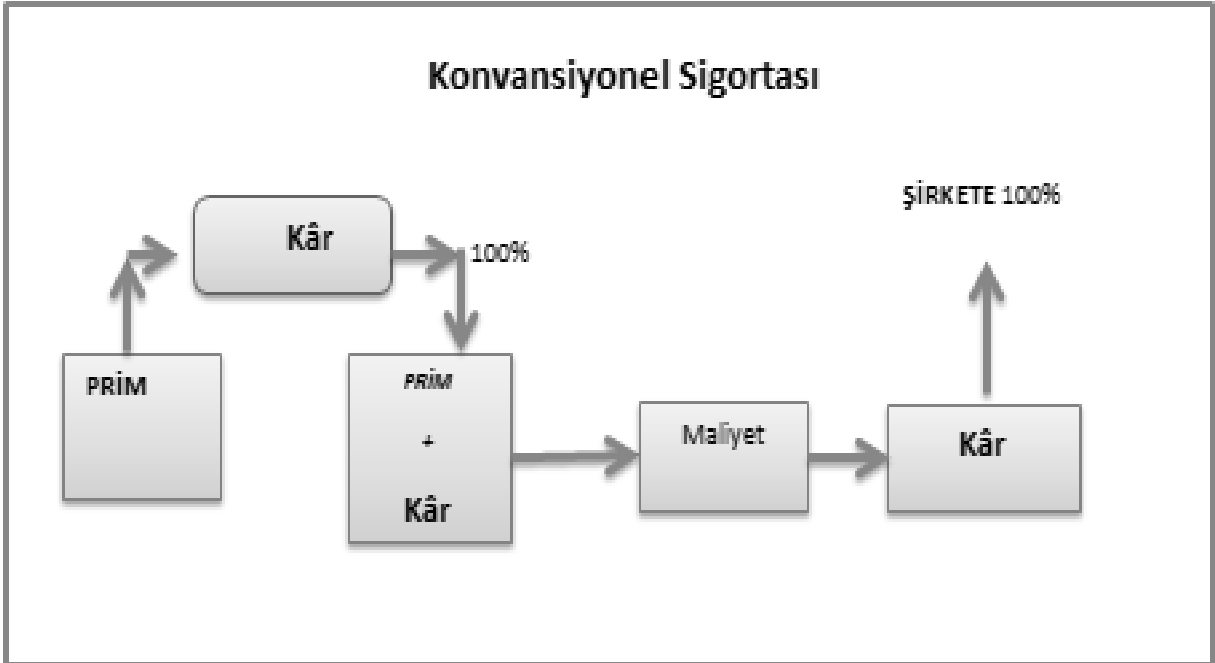 Konvansiyonel Sigortası
ŞİRKETE 100%
Kâr
100%
PRİM
PRİM
+
Kâr
Maliyet
Kâr